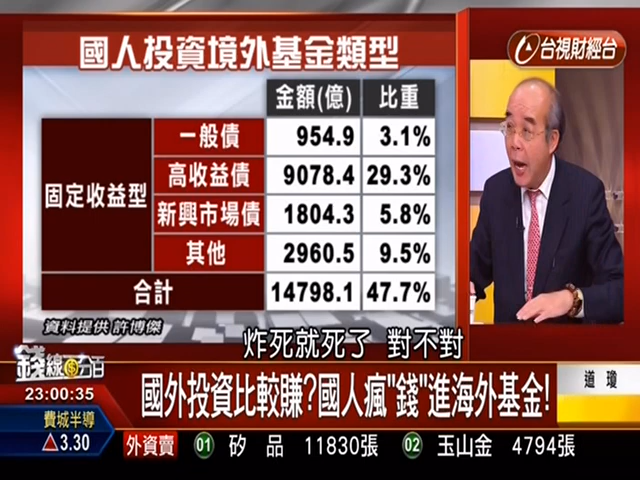 國人投資境外基金類型
台視財經台
金額(億) 比重
固定收益型
一般債 954.9 3.1%
高收益債 9078.4 29.3%
新興市場債 1804.3 5.8%
其他 2960.5 9.5%
合計 14798.1 47.7%
資料提供 許博傑
炸死就死了 對不對
錢線百分百
國外投資比較賺?國人瘋"錢"進海外基金!
道瓊
23:00:35
費城半導
▲3.30
外資賣 01 矽品 11830張 02 玉山金 4794張